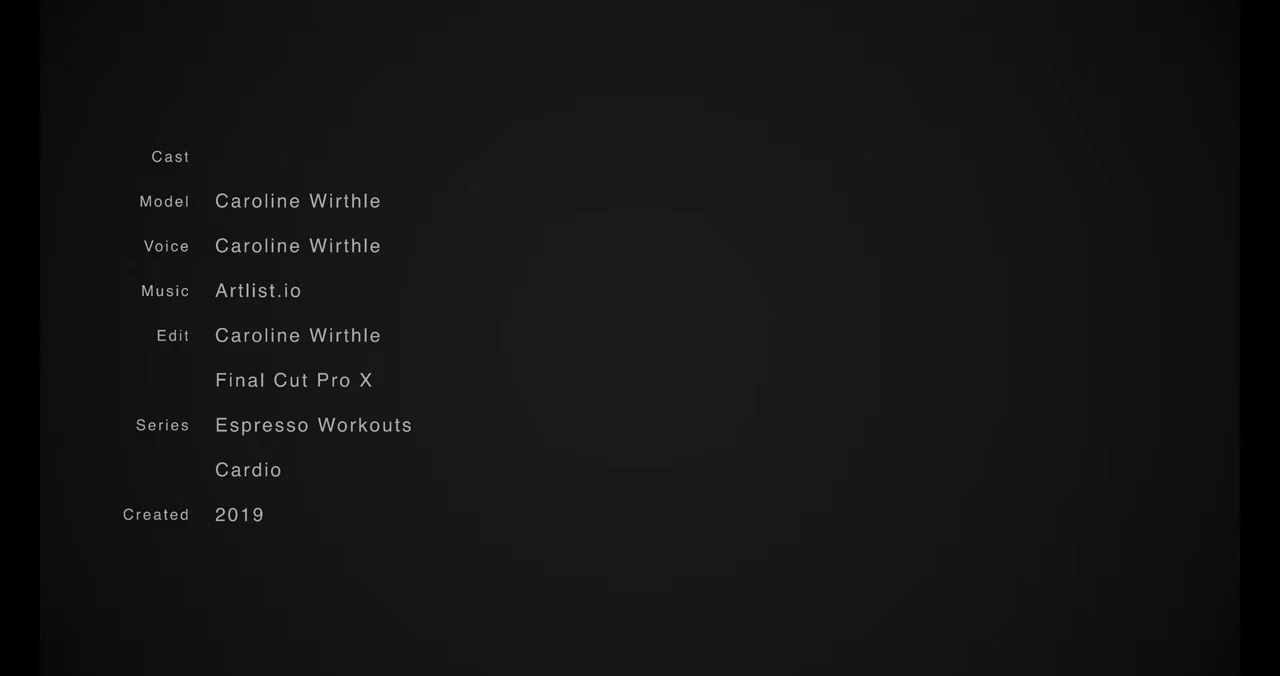 Cast
Model Caroline Wirthle
Voice Caroline Wirthle
Music Artlist.io
Edit Caroline Wirthle
Final Cut Pro X
Series Espresso Workouts
Cardio
Created 2019